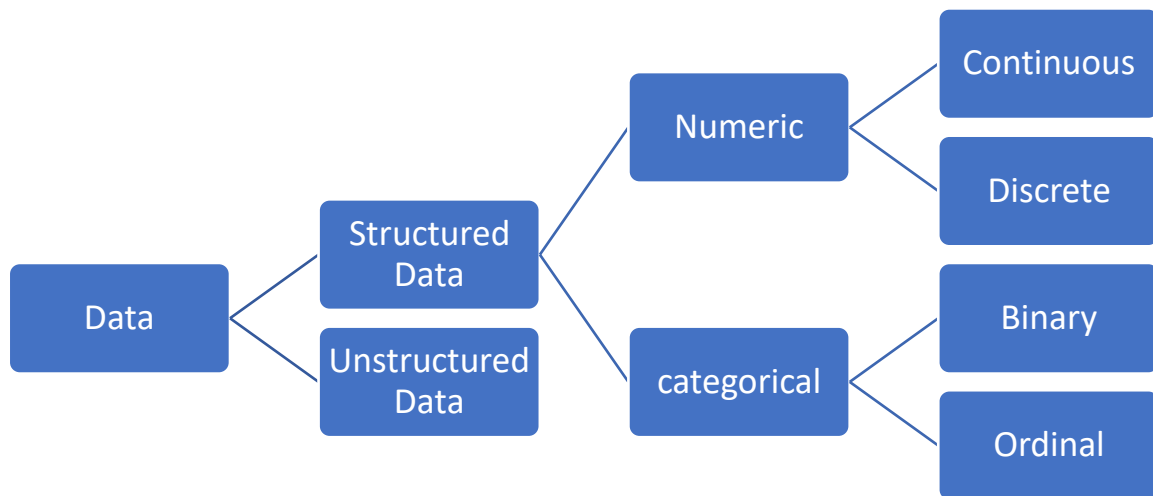 Data
Structured
Data
Unstructured
Data
Numeric
categorical
Continuous
Discrete
Binary
Ordinal